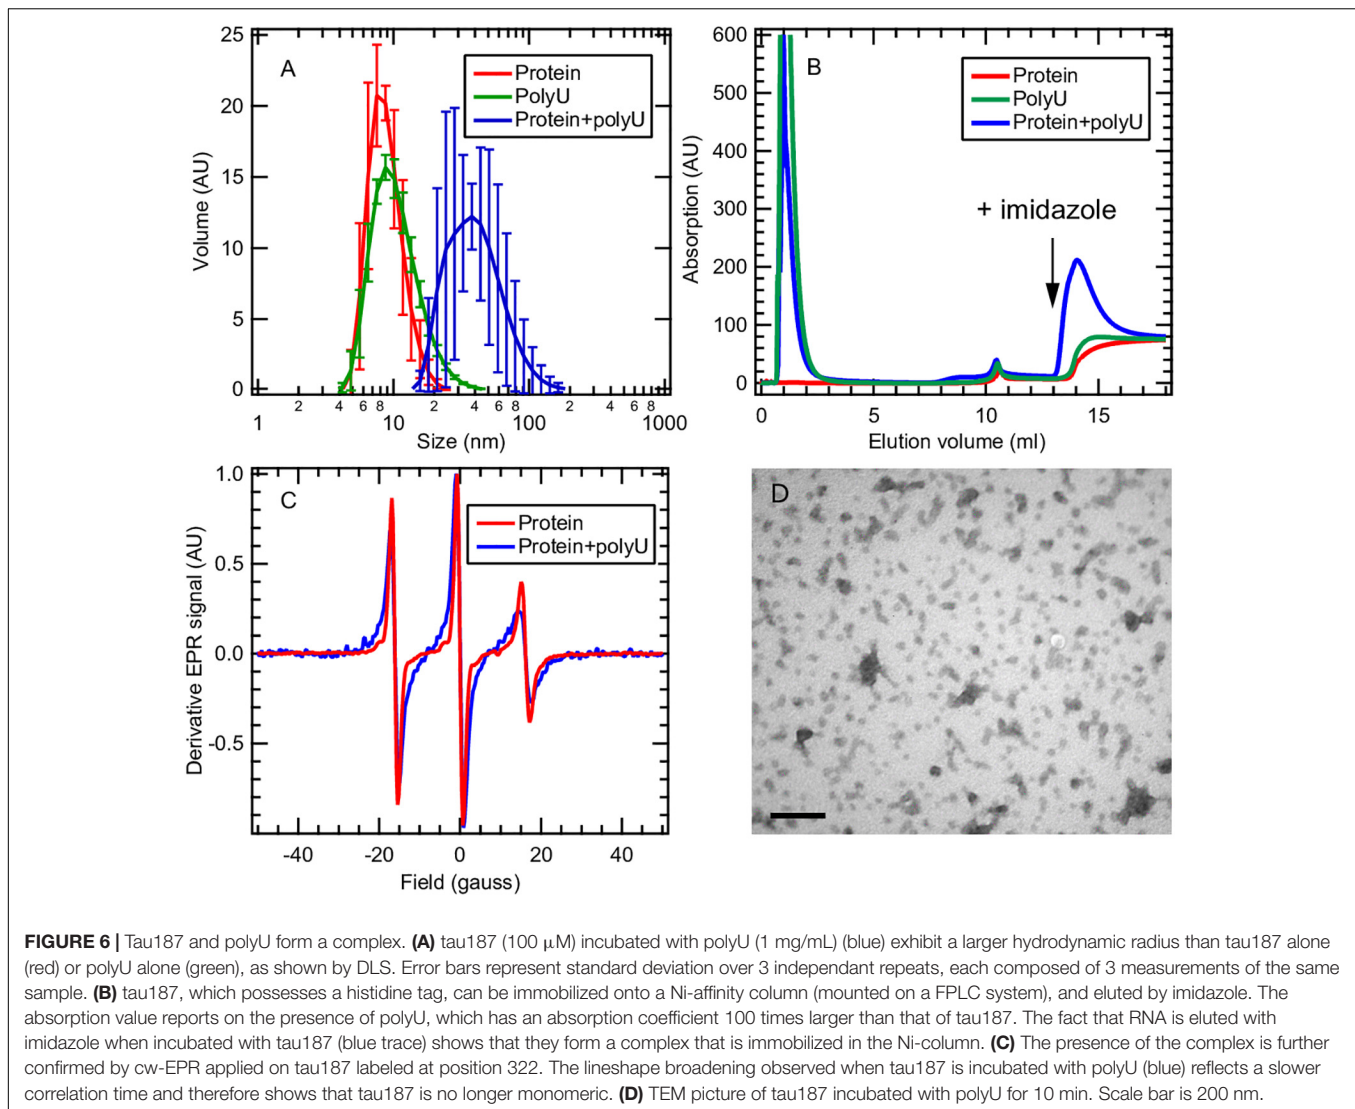 A
Protein
PolyU
Protein+polyU
Volume (AU)
25
20
15
10
5
0
2 4 6 8 2 4 6 8 2 4 6 8
1 10 100 1000
Size (nm)
B
Protein
PolyU
Protein+polyU
+ imidazole
Absorption (AU)
600
500
400
300
200
100
0
0 5 10 15
Elution volume (ml)
C
Protein
Protein+polyU
Derivative EPR signal (AU)
1.0
0.5
0.0
-0.5
-40 -20 0 20 40
Field (gauss)
D
FIGURE 6 | Tau187 and polyU form a complex. (A) tau187 (100 μM) incubated with polyU (1 mg/mL) (blue) exhibit a larger hydrodynamic radius than tau187 alone
(red) or polyU alone (green), as shown by DLS. Error bars represent standard deviation over 3 independant repeats, each composed of 3 measurements of the same
sample. (B) tau187, which possesses a histidine tag, can be immobilized onto a Ni-affinity column (mounted on a FPLC system), and eluted by imidazole. The
absorption value reports on the presence of polyU, which has an absorption coefficient 100 times larger than that of tau187. The fact that RNA is eluted with
imidazole when incubated with tau187 (blue trace) shows that they form a complex that is immobilized in the Ni-column. (C) The presence of the complex is further
confirmed by cw-EPR applied on tau187 labeled at position 322. The lineshape broadening observed when tau187 is incubated with polyU (blue) reflects a slower
correlation time and therefore shows that tau187 is no longer monomeric. (D) TEM picture of tau187 incubated with polyU for 10 min. Scale bar is 200 nm.